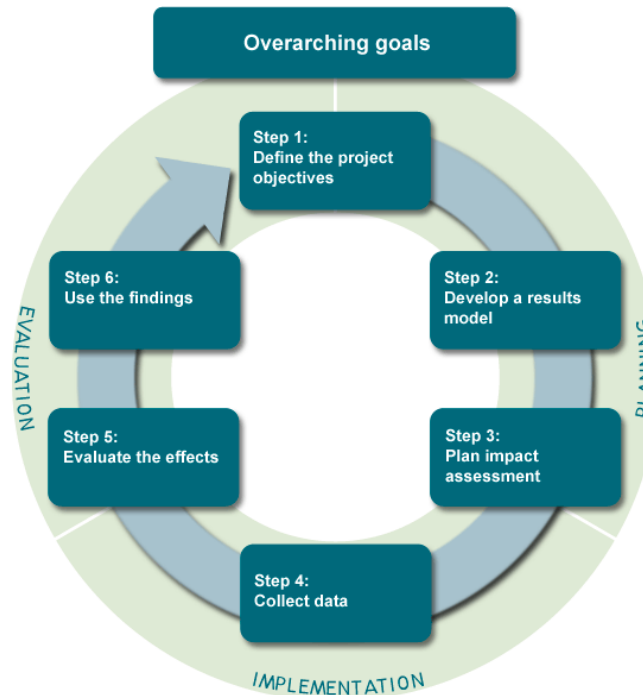 Overarching goals
Step 1:
Define the project
objectives
Step 2:
Develop a results
model
Step 3:
Plan impact
assessment
Step 4:
Collect data
Step 5:
Evaluate the effects
Step 6:
Use the findings
EVALUATION
IMPLEMENTATION